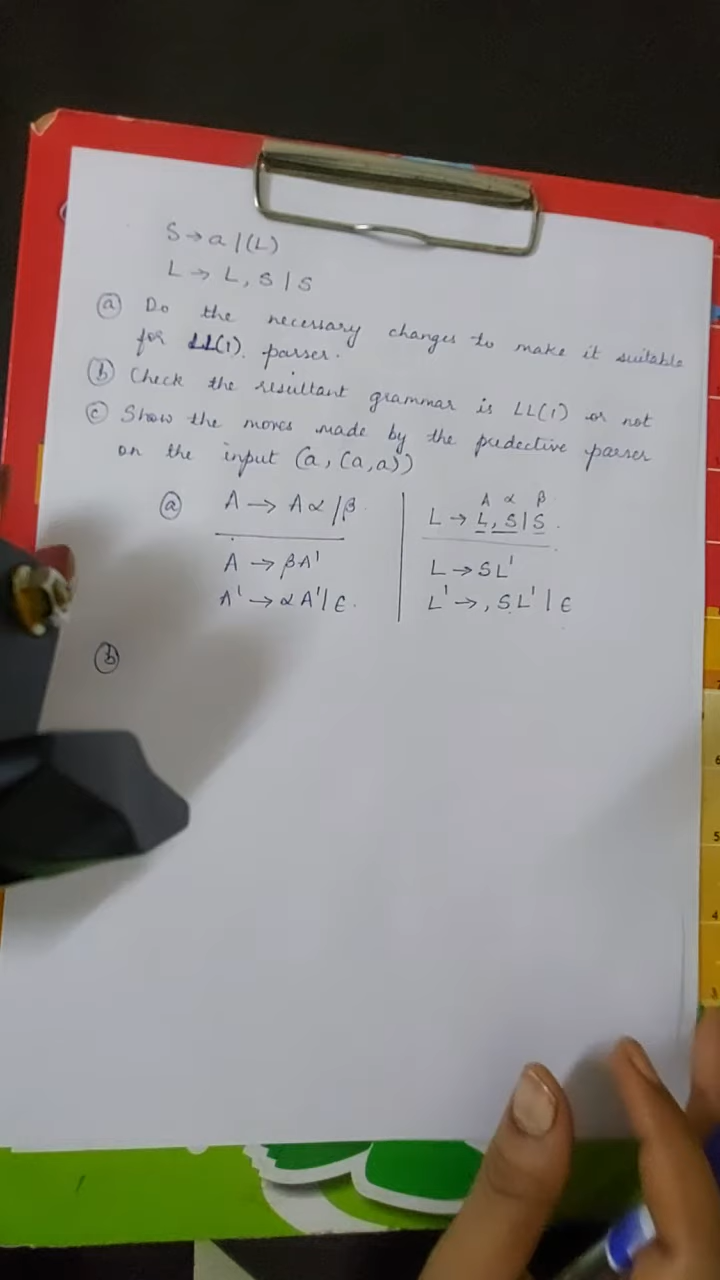 S → a | (L)
L → L, S | S
ⓐ Do the necessary changes to make it suitable
for LL(1) parser.
ⓑ Check the resultant grammar is LL(1) or not
ⓒ Show the moves made by the predective parser
on the input (a, (a, a))
ⓐ A → Aα | β
A → βA'
A' → αA' | ϵ.
A α β
L → L, S | S.
L → SL'
L' → , SL' | ϵ
ⓑ